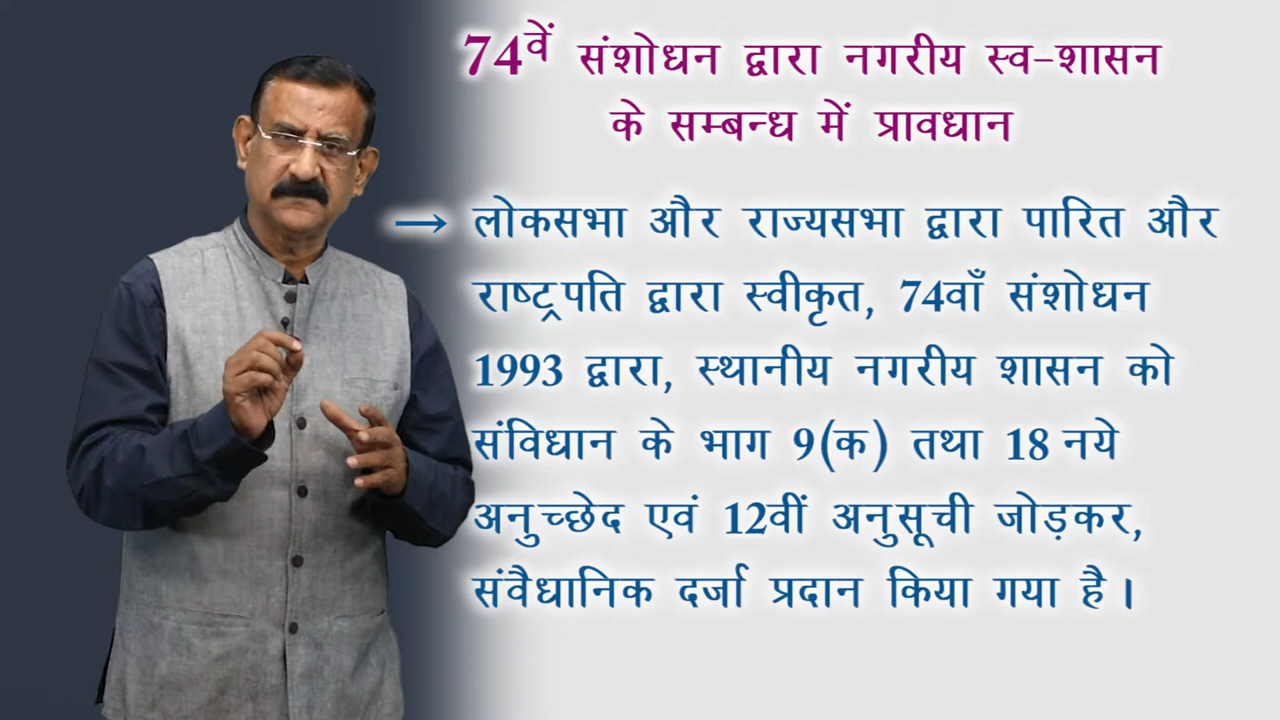 74वें संशोधन द्वारा नगरीय स्व-शासन
के सम्बन्ध में प्रावधान
→ लोकसभा और राज्यसभा द्वारा पारित और
राष्ट्रपति द्वारा स्वीकृत, 74वाँ संशोधन
1993 द्वारा, स्थानीय नगरीय शासन को
संविधान के भाग 9(क) तथा 18 नये
अनुच्छेद एवं 12वीं अनुसूची जोड़कर,
संवैधानिक दर्जा प्रदान किया गया है।